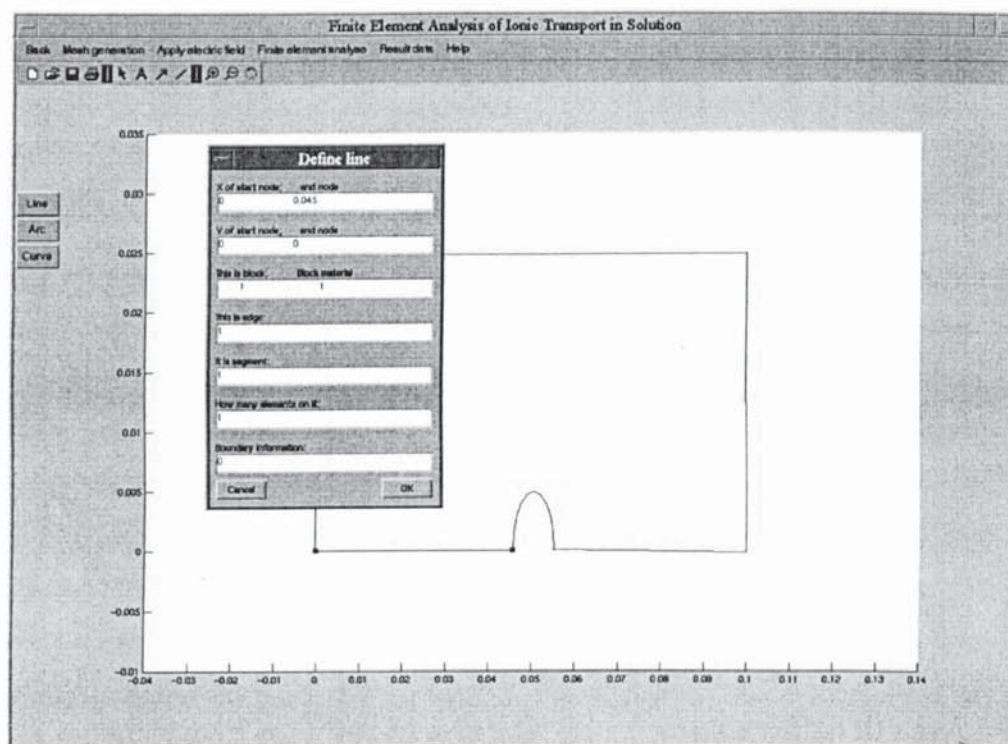 Finite Element Analysis of Ionic Transport in Solution
Back Mesh generation Apply electric field Finite element analyse Result data Help
A
Line
Arc
Curve
Define line
X of start node; end node
0 0.045
Y of start node; end node
0 0
This is block: Block material
1 1
This is edge:
1
It is segment:
1
How many elements on it:
1
Boundary information:
0
Cancel OK
0.035
0.03
0.025
0.02
0.015
0.01
0.005
0
-0.005
-0.01
-0.04 -0.03 -0.02 -0.01 0 0.01 0.02 0.03 0.04 0.05 0.06 0.07 0.08 0.09 0.1 0.11 0.12 0.13 0.14